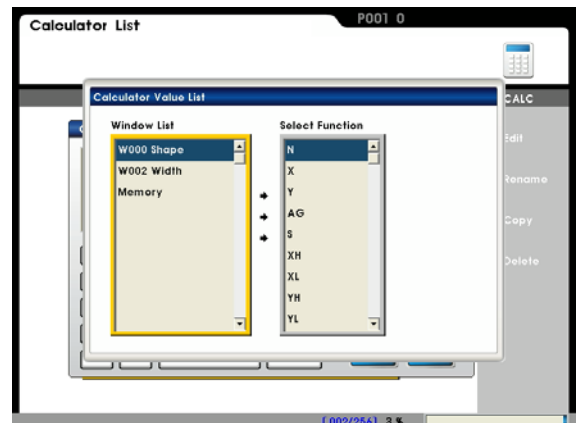 Calculator List
P001 0
CALC
Calculator Value List
Window List
Select Function
W000 Shape
W002 Width
Memory
N
X
Y
AG
S
XH
XL
YH
YL
Edit
Rename
Copy
Delete
[002/256] 3 %